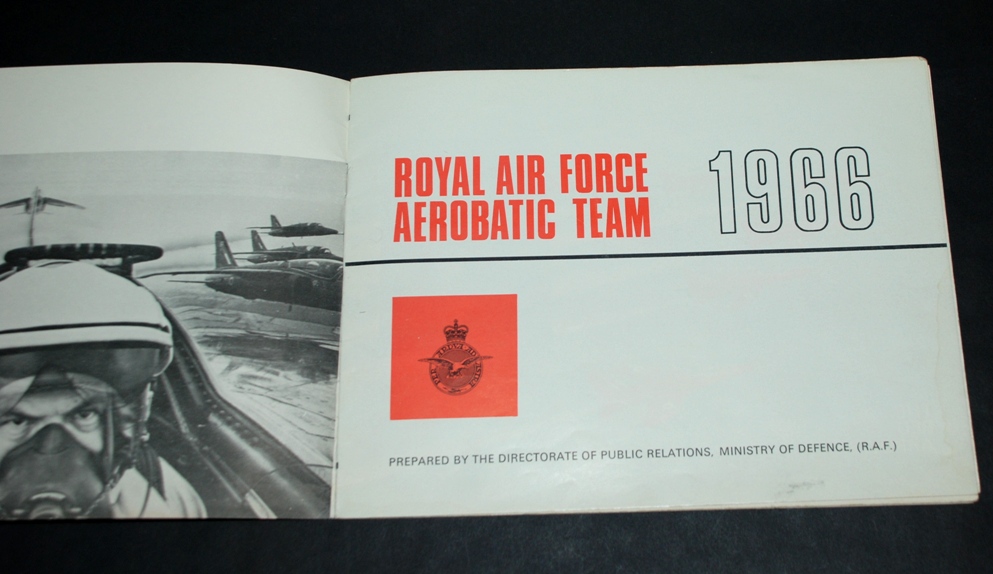 ROYAL AIR FORCE
AEROBATIC TEAM
1966
PREPARED BY THE DIRECTORATE OF PUBLIC RELATIONS, MINISTRY OF DEFENCE, (R.A.F.)